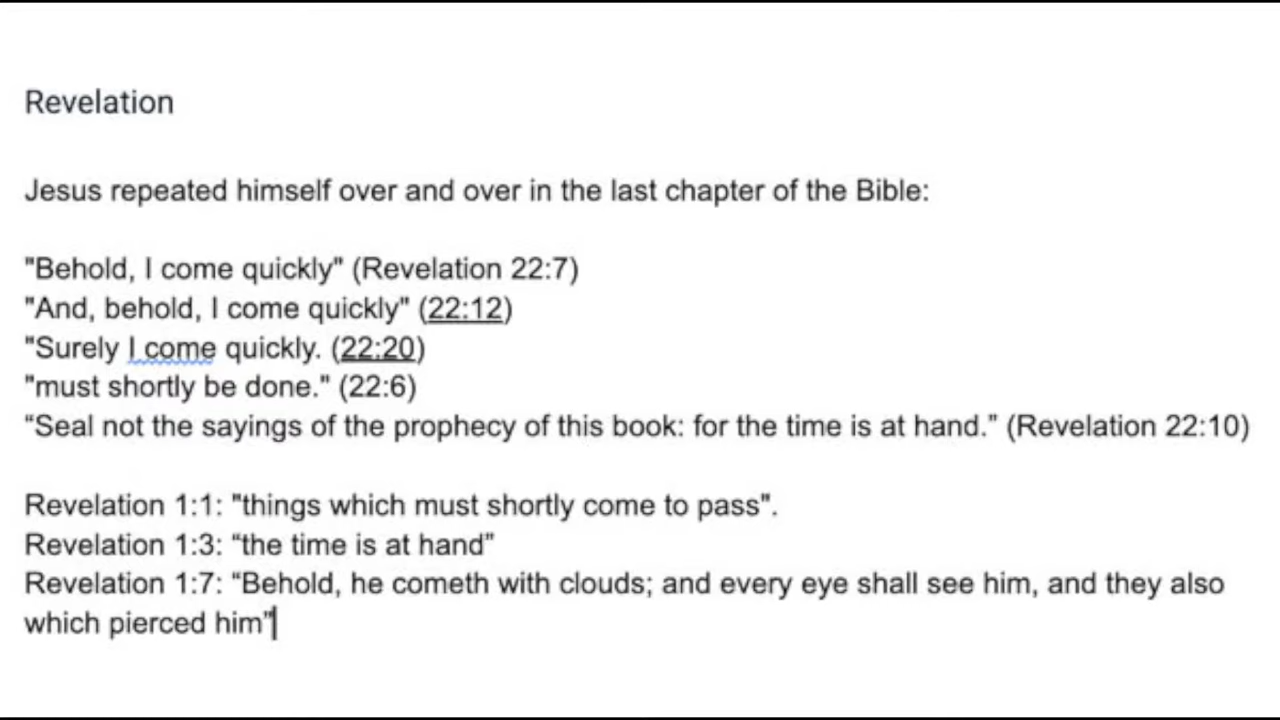 Revelation
Jesus repeated himself over and over in the last chapter of the Bible:
"Behold, I come quickly" (Revelation 22:7)
"And, behold, I come quickly" (22:12)
"Surely I come quickly. (22:20)
"must shortly be done." (22:6)
“Seal not the sayings of the prophecy of this book: for the time is at hand.” (Revelation 22:10)
Revelation 1:1: "things which must shortly come to pass".
Revelation 1:3: “the time is at hand”
Revelation 1:7: “Behold, he cometh with clouds; and every eye shall see him, and they also
which pierced him”